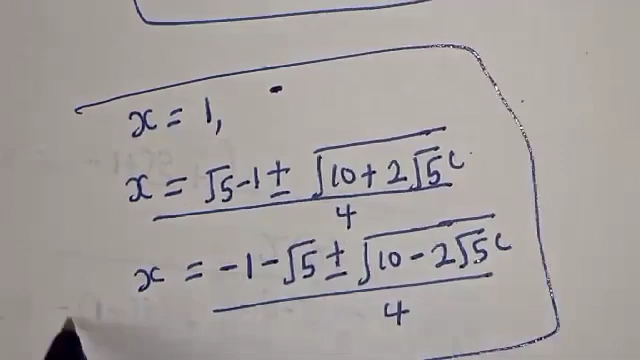 x = 1,
x = √5-1 ± √(10+2√5) i / 4
x = -1-√5 ± √(10-2√5) i / 4